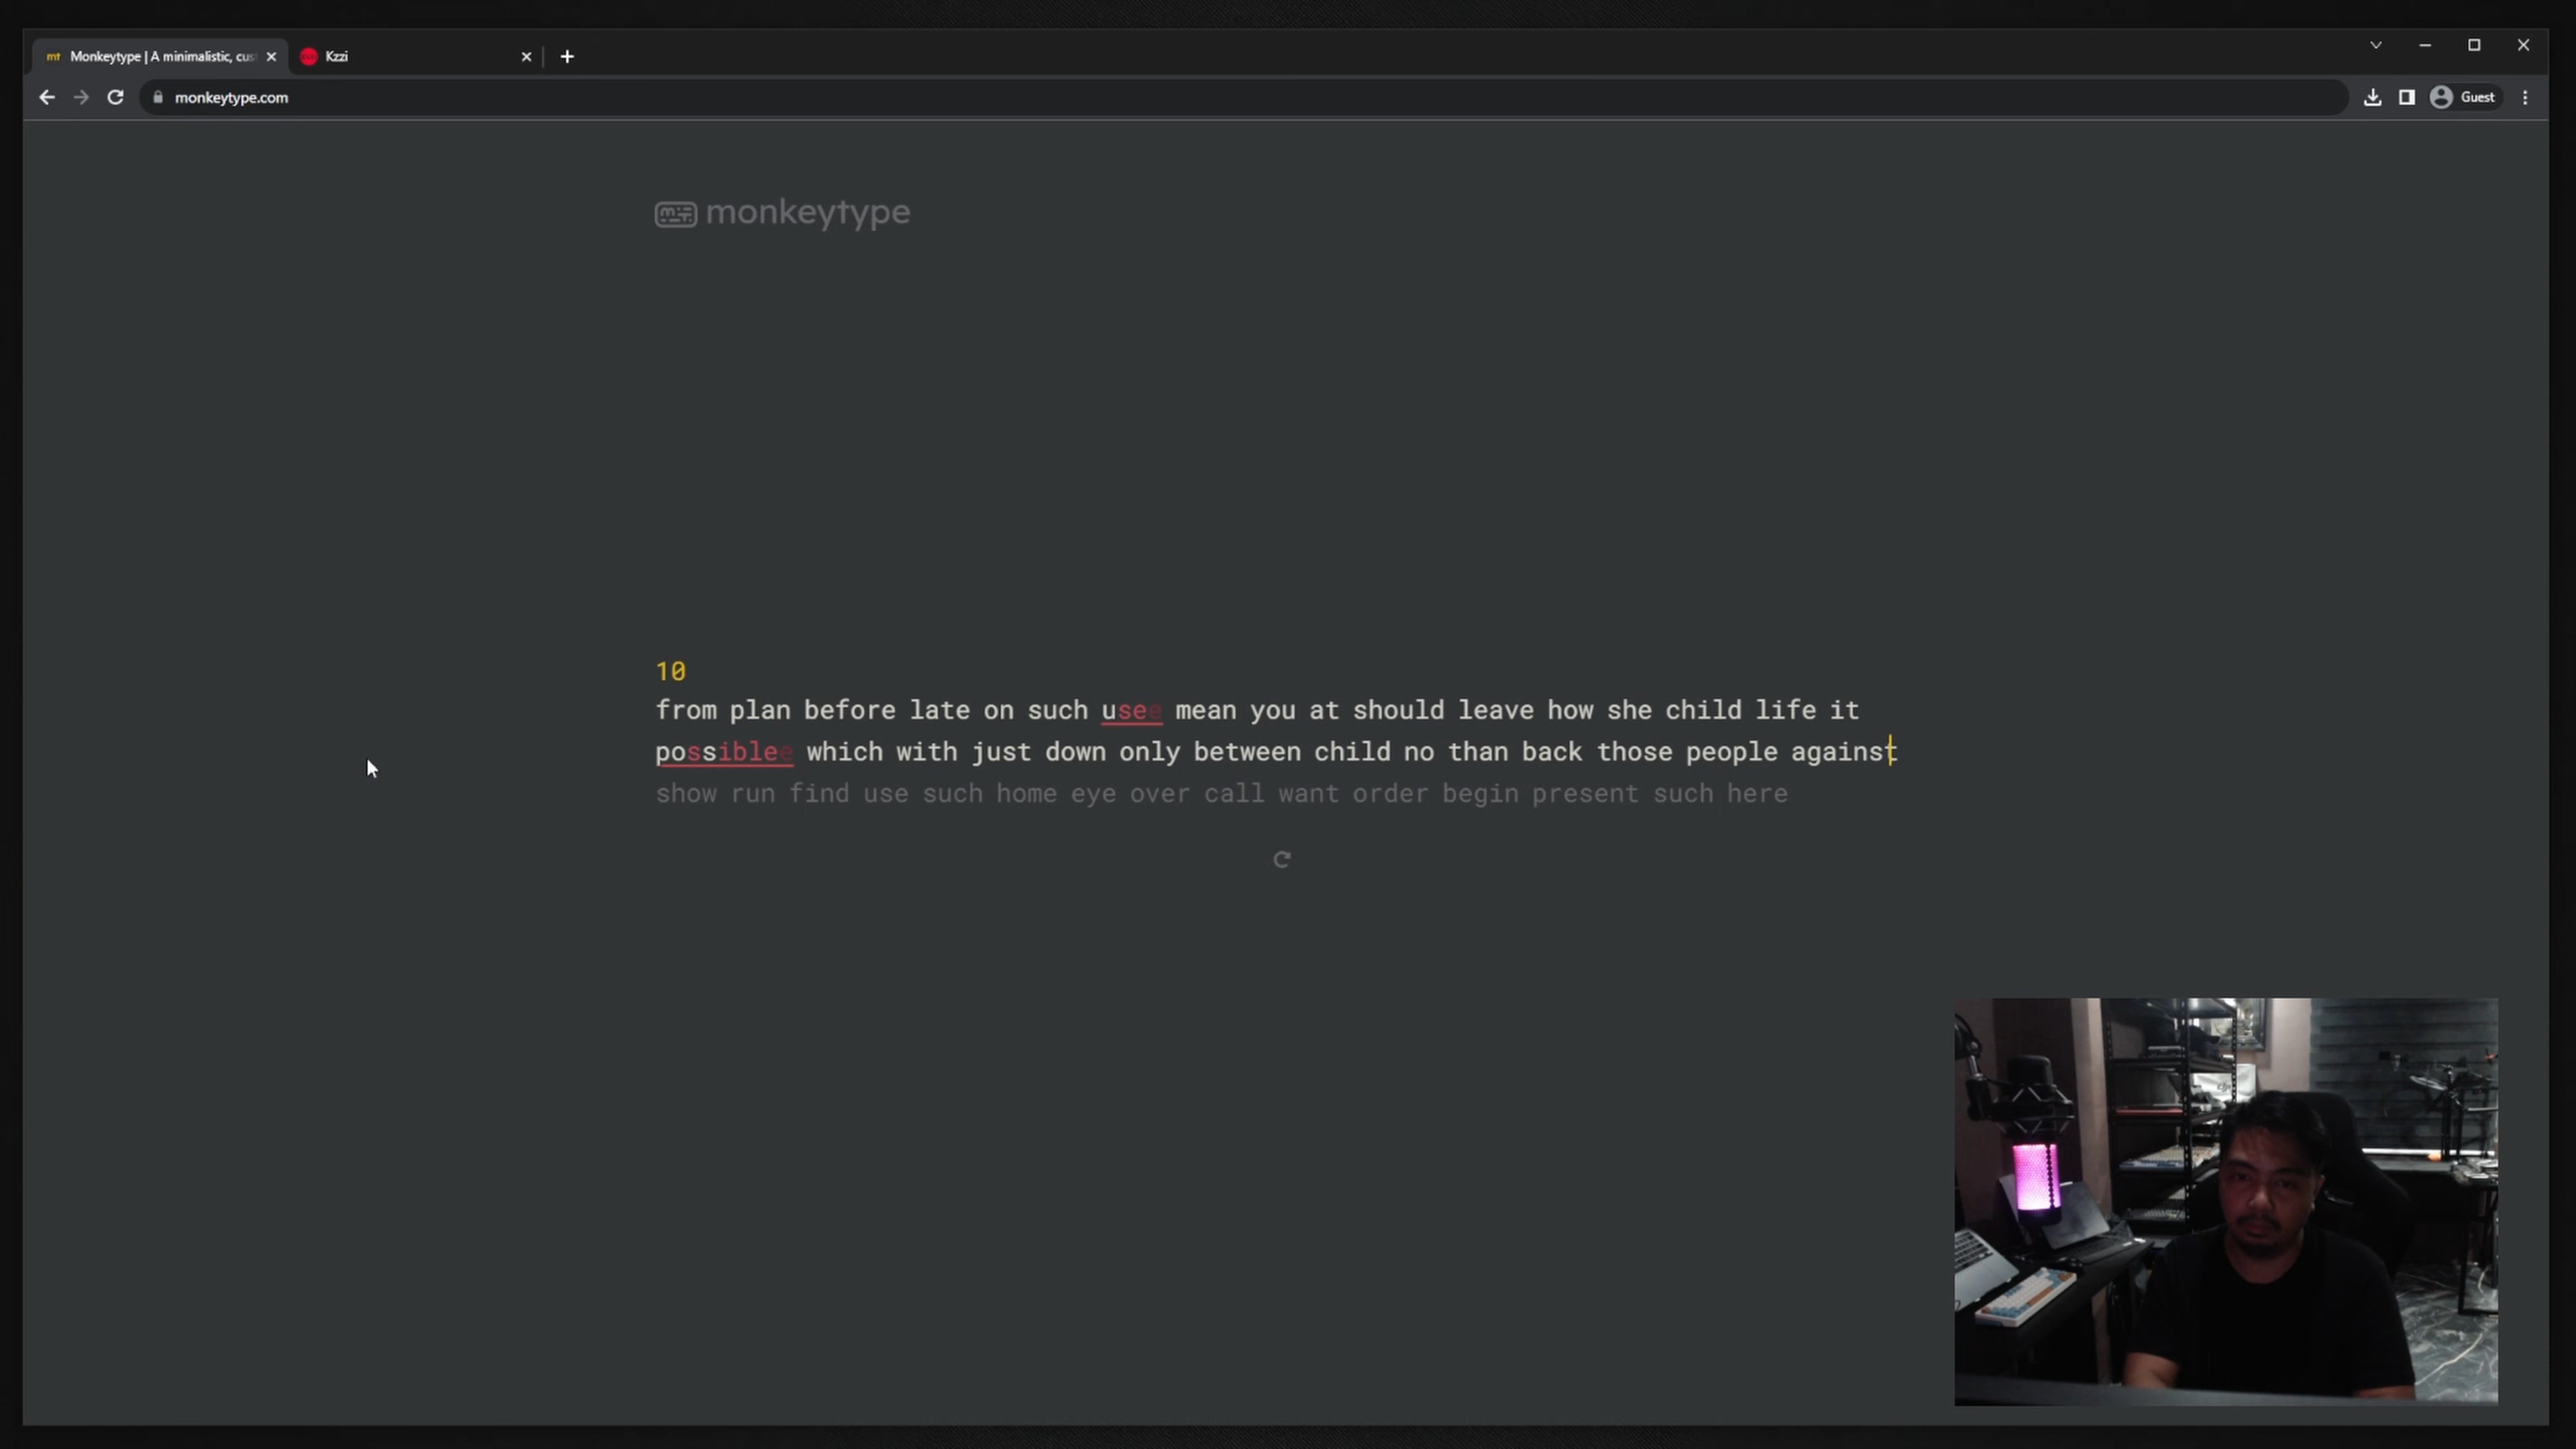 Monkeytype | A minimalistic, cus
Kzzi
monkeytype.com
Guest
monkeytype
10
from plan before late on such usee mean you at should leave how she child life it
possiblee which with just down only between child no than back those people against
show run find use such home eye over call want order begin present such here